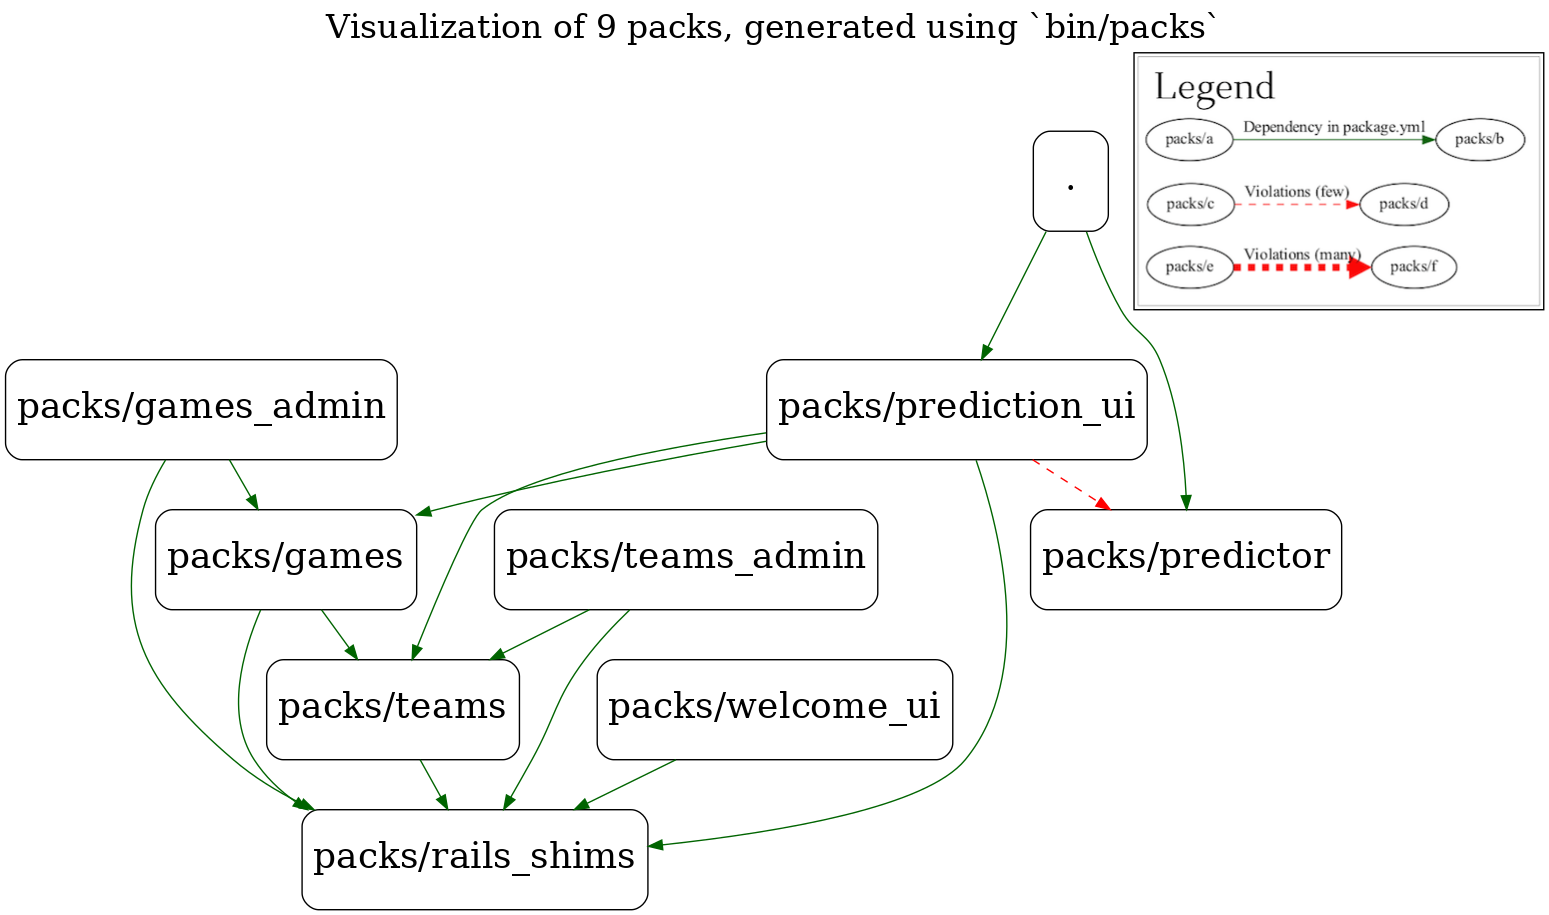 Visualization of 9 packs, generated using `bin/packs`
Legend
packs/a
Dependency in package.yml
packs/b
packs/c
Violations (few)
packs/d
packs/e
Violations (many)
packs/f
.
packs/games_admin
packs/prediction_ui
packs/games
packs/teams_admin
packs/predictor
packs/teams
packs/welcome_ui
packs/rails_shims